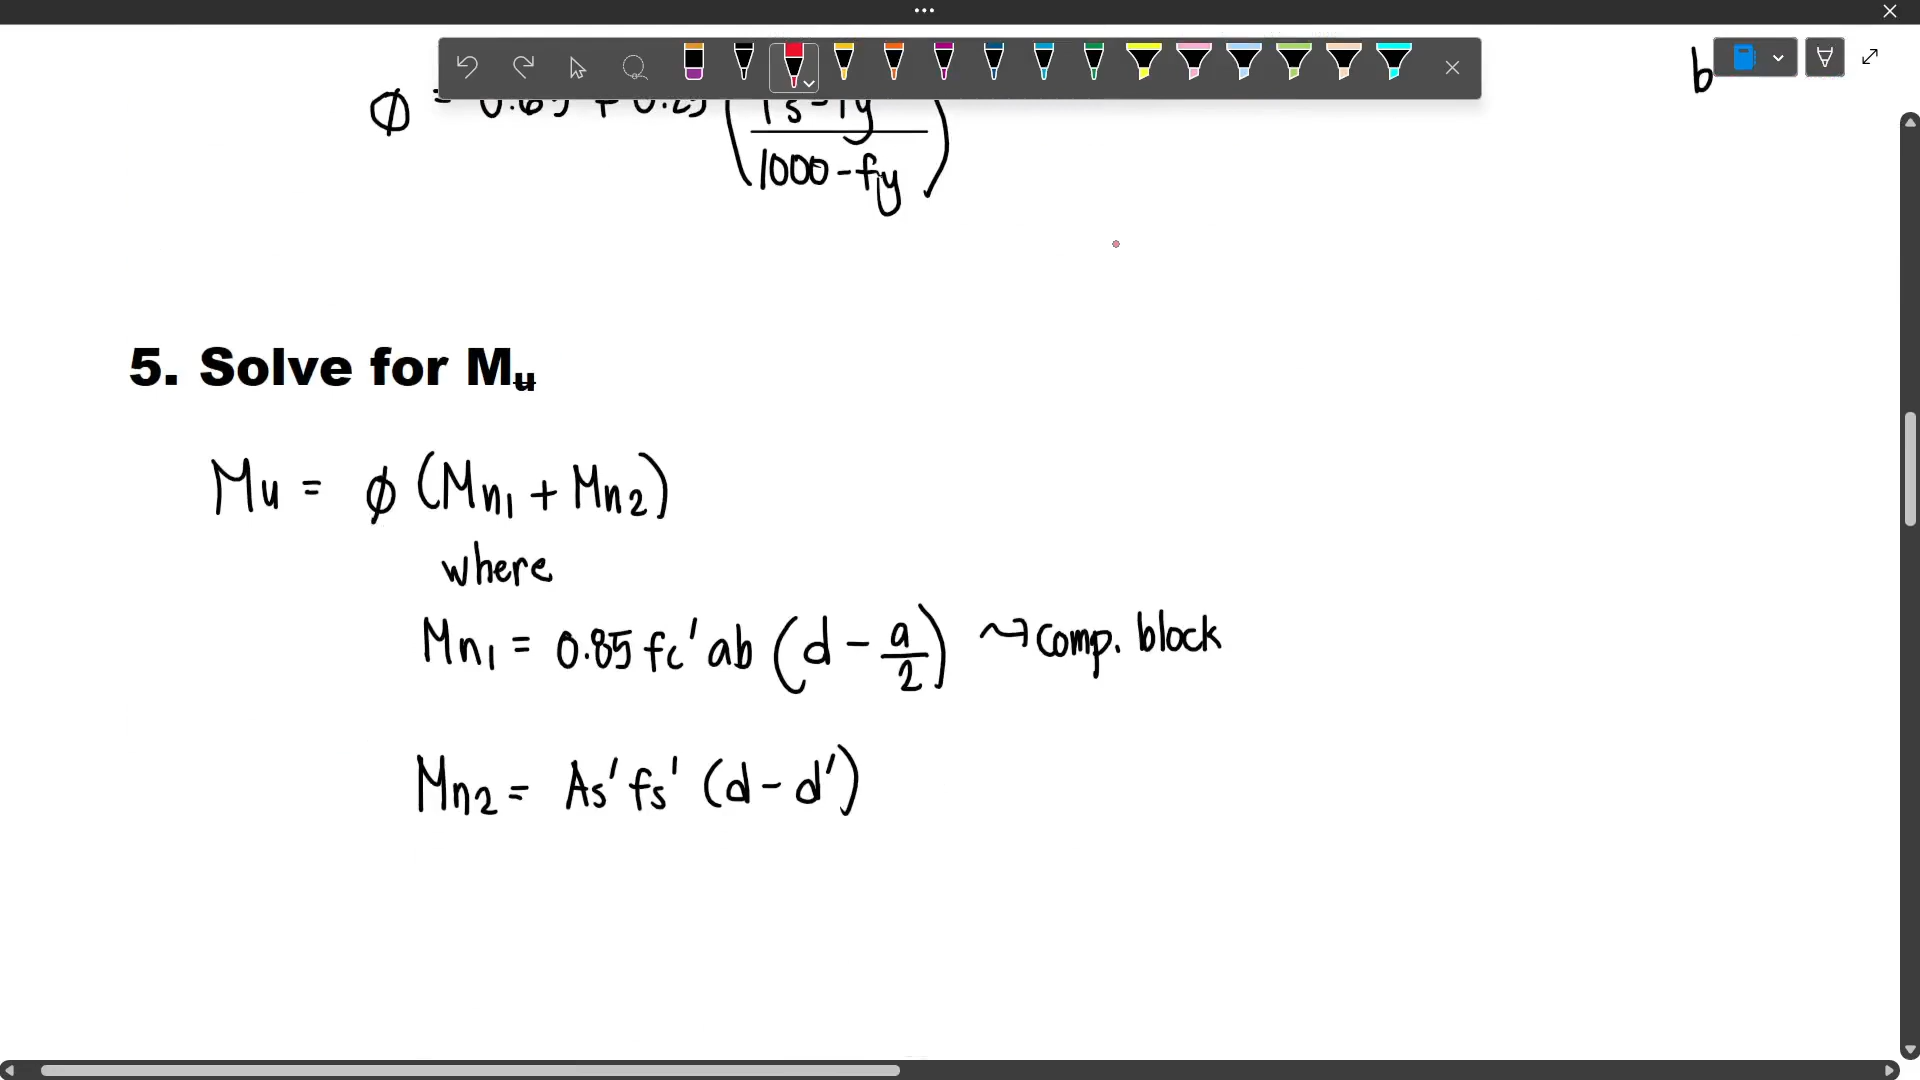 b
ϕ = 0.65 + 0.25 (fs - fy / 1000 - fy)
5. Solve for Mu
Mu = ϕ (Mn1 + Mn2)
where
Mn1 = 0.85 fc' ab (d - a/2) ⤳ comp. block
Mn2 = As' fs' (d - d')